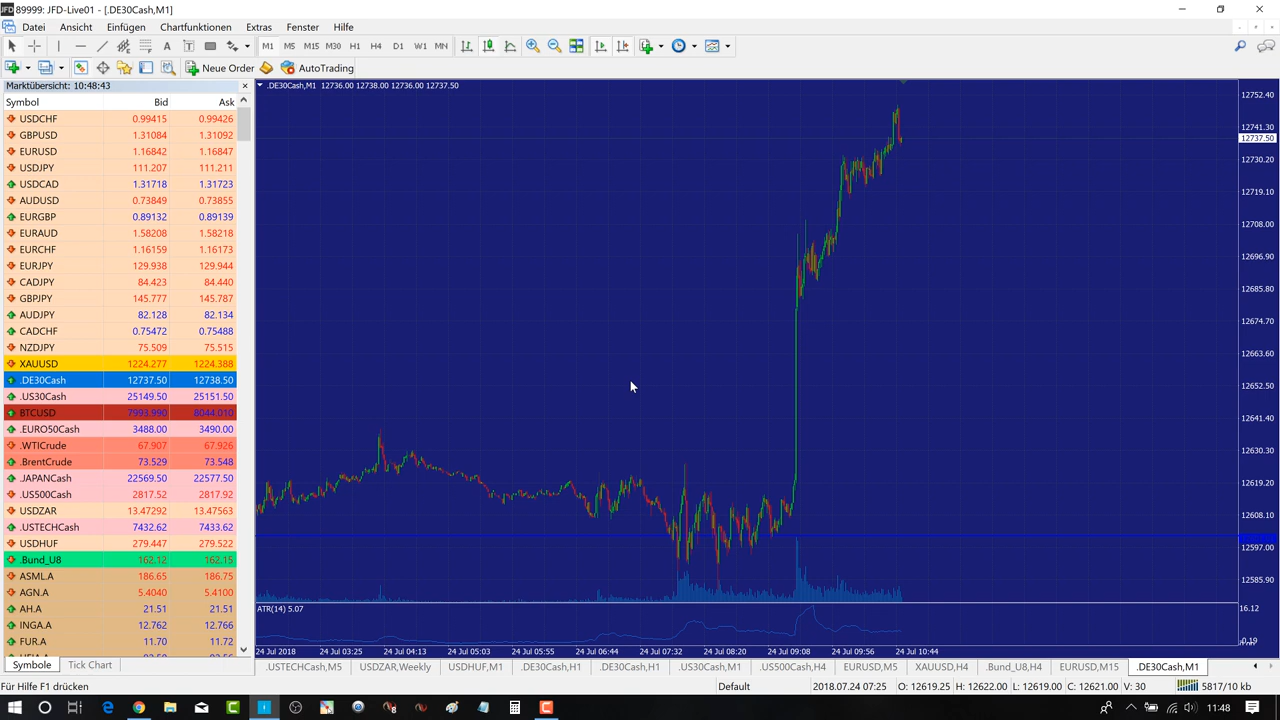 89999: JFD-Live01 - [.DE30Cash,M1]
Datei Ansicht Einfügen Chartfunktionen Extras Fenster Hilfe
M1 M5 M15 M30 H1 H4 D1 W1 MN
New Order AutoTrading
Marktübersicht: 10:48:43
Symbol Bid Ask
USDCHF 0.99415 0.99426
GBPUSD 1.31084 1.31092
EURUSD 1.16842 1.16847
USDJPY 111.207 111.211
USDCAD 1.31718 1.31723
AUDUSD 0.73849 0.73855
EURGBP 0.89132 0.89139
EURAUD 1.58208 1.58218
EURCHF 1.16159 1.16173
EURJPY 129.938 129.944
CADJPY 84.423 84.440
GBPJPY 145.777 145.787
AUDJPY 82.128 82.134
CADCHF 0.75472 0.75488
NZDJPY 75.509 75.515
XAUUSD 1224.277 1224.388
.DE30Cash 12737.50 12738.50
.US30Cash 25149.50 25151.50
BTCUSD 7993.990 8044.010
.EURO50Cash 3488.00 3490.00
.WTICrude 67.907 67.926
.BrentCrude 73.529 73.548
.JAPANCash 22569.50 22577.50
.US500Cash 2817.52 2817.92
USDZAR 13.47292 13.47563
.USTECHCash 7432.62 7433.62
USDHUF 279.447 279.522
.Bund_U8 162.12 162.15
ASML.A 186.65 186.75
AGN.A 5.4040 5.4100
AH.A 21.51 21.51
INGA.A 12.762 12.766
FUR.A 11.70 11.72
Symbole Tick Chart
.DE30Cash,M1 12736.00 12738.00 12736.00 12737.50
12752.40
12741.30
12737.50
12730.20
12719.10
12708.00
12696.90
12685.80
12674.70
12663.60
12652.50
12641.40
12630.30
12619.20
12608.10
12597.00
12585.90
ATR(14) 5.07
16.12
24 Jul 2018 24 Jul 03:25 24 Jul 04:13 24 Jul 05:07 24 Jul 05:55 24 Jul 06:44 24 Jul 07:32 24 Jul 08:20 24 Jul 09:08 24 Jul 09:56 24 Jul 10:44
.USTECHCash,M5 USDZAR,Weekly USDHUF,M1 .DE30Cash,H1 .DE30Cash,H1 .US30Cash,M1 .US500Cash,H4 EURUSD,M5 XAUUSD,H4 .Bund_U8,H4 EURUSD,M15 .DE30Cash,M1
Für Hilfe F1 drücken Default 2018.07.24 07:25 O: 12619.25 H: 12622.00 L: 12619.00 C: 12621.00 V: 30 5817/10 kb
11:48